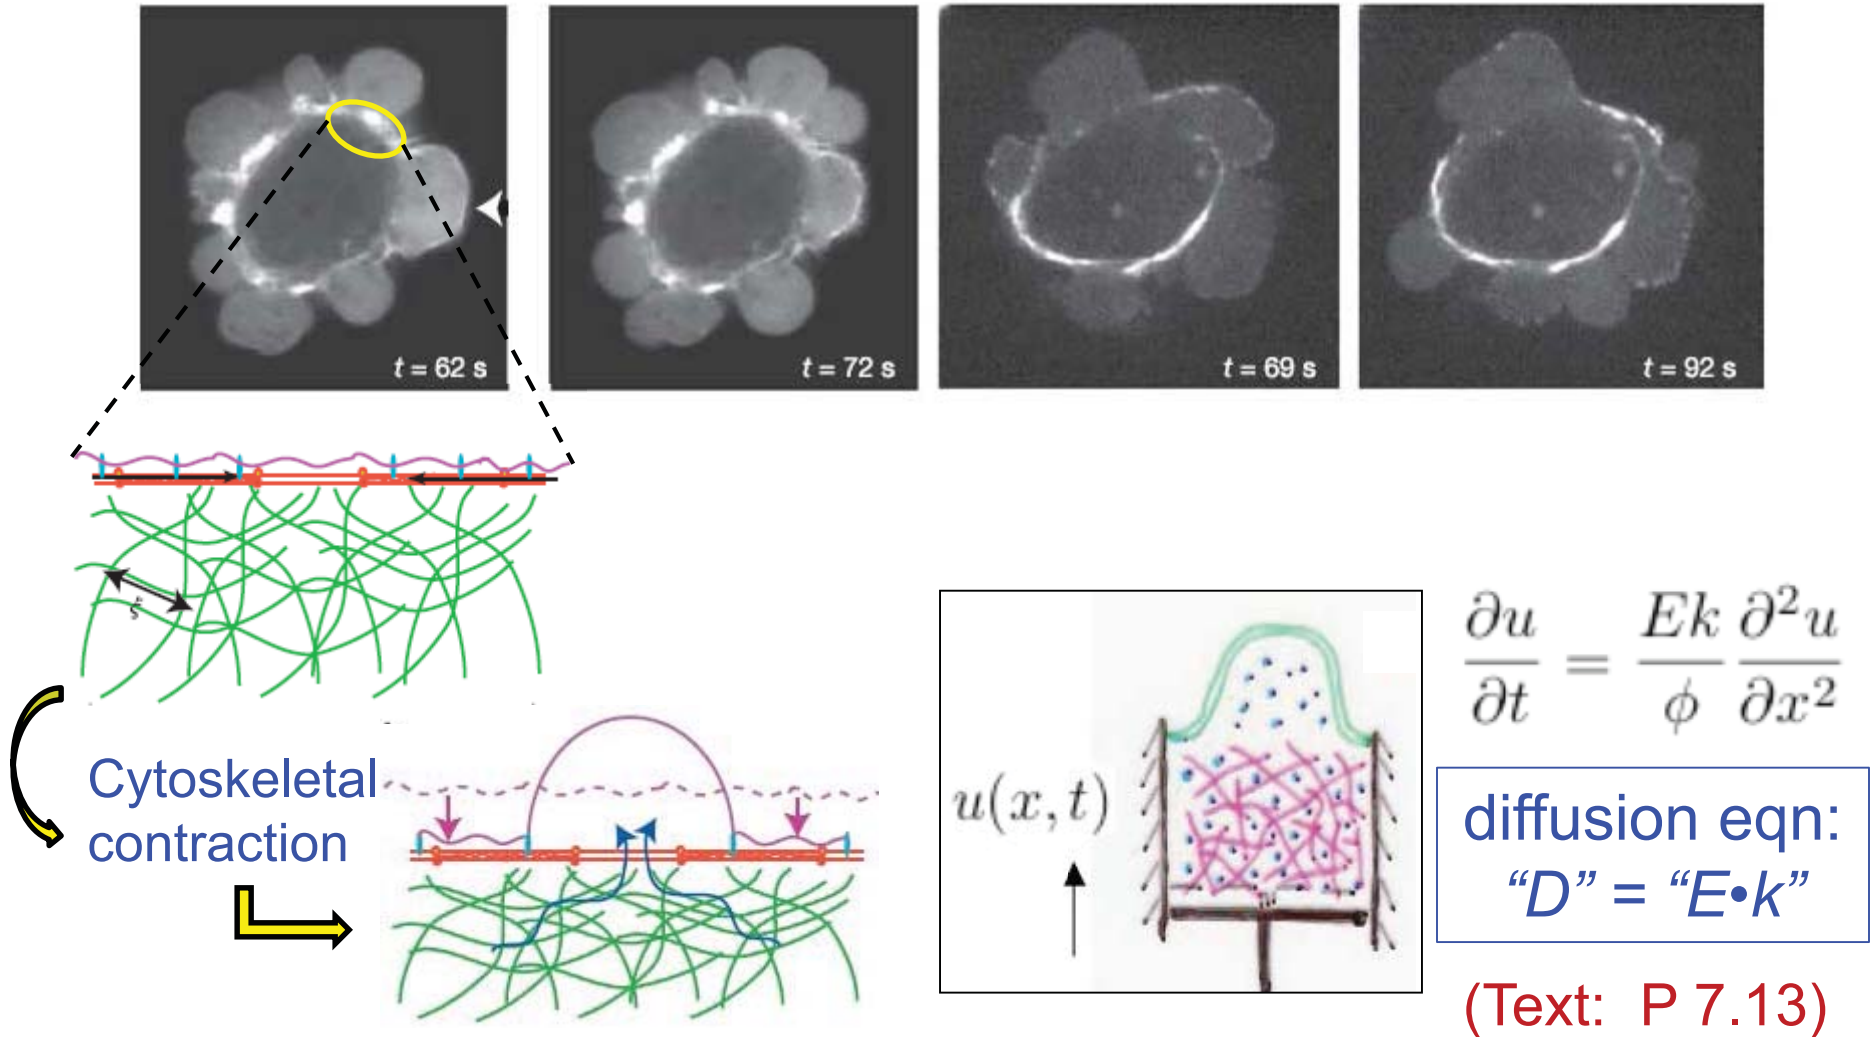 t = 62 s
t = 72 s
t = 69 s
t = 92 s
ξ
Cytoskeletal
contraction
u(x, t)
∂u/∂t = Ek/ϕ ∂²u/∂x²
diffusion eqn:
“D” = “E•k”
(Text: P 7.13)